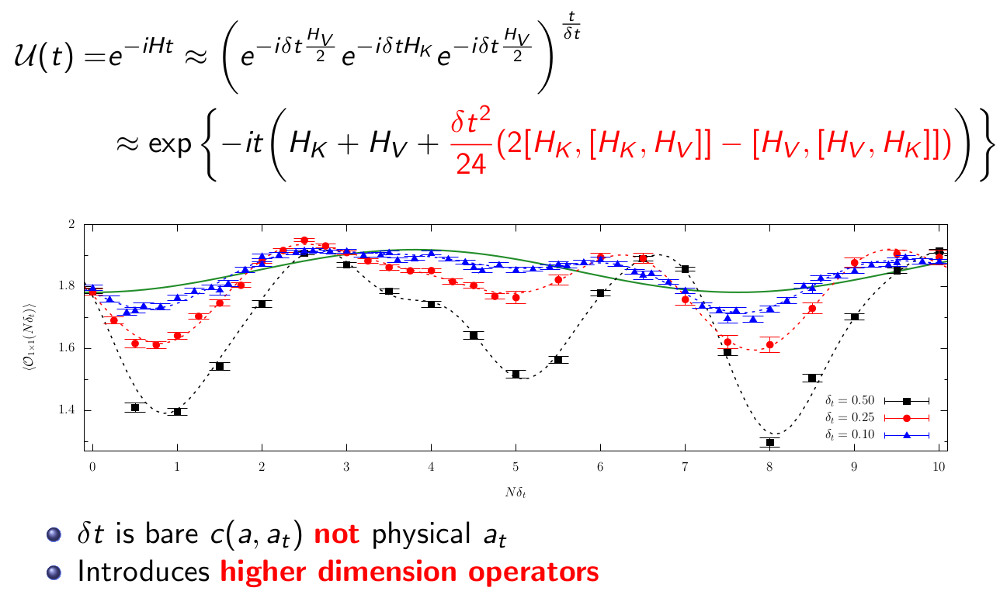 𝒰(t) = e^{−iHt} ≈ (e^{−iδt H_V/2} e^{−iδtH_K} e^{−iδt H_V/2})^{t/δt}
≈ exp{−it(H_K + H_V + δt²/24 (2[H_K, [H_K, H_V]] − [H_V, [H_V, H_K]]))}
2
1.8
1.6
1.4
⟨𝒪_{1×1}(Nδ_t)⟩
δ_t = 0.50
δ_t = 0.25
δ_t = 0.10
0 1 2 3 4 5 6 7 8 9 10
Nδ_t
δt is bare c(a, a_t) not physical a_t
Introduces higher dimension operators